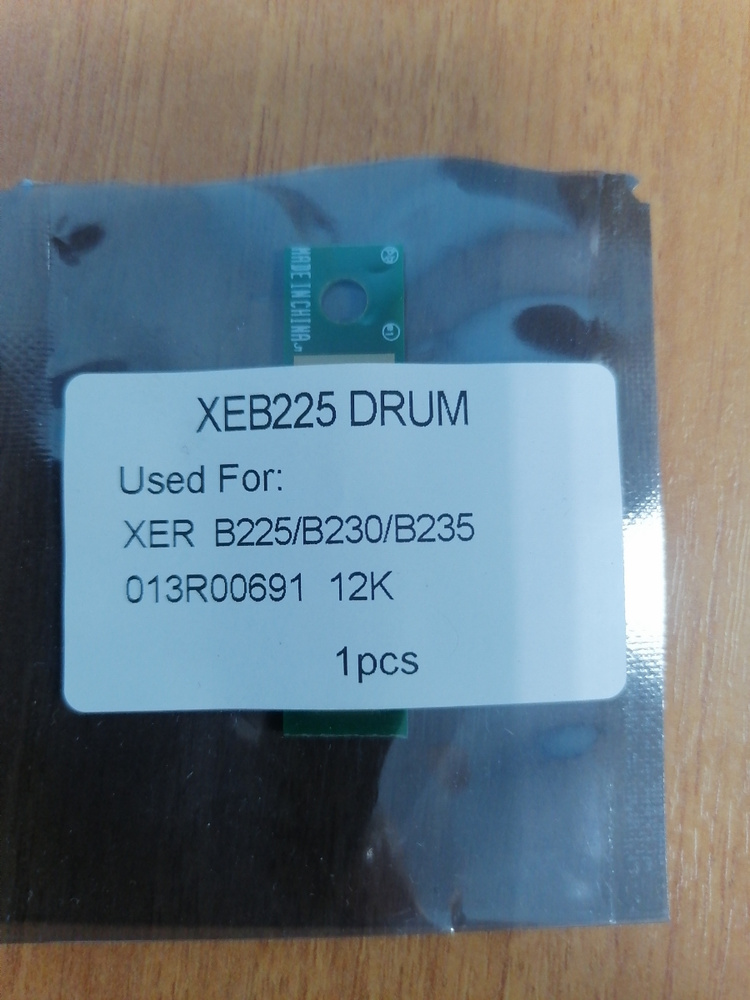 MADE IN CHINA
XEB225 DRUM
Used For:
XER B225/B230/B235
013R00691 12K
1pcs